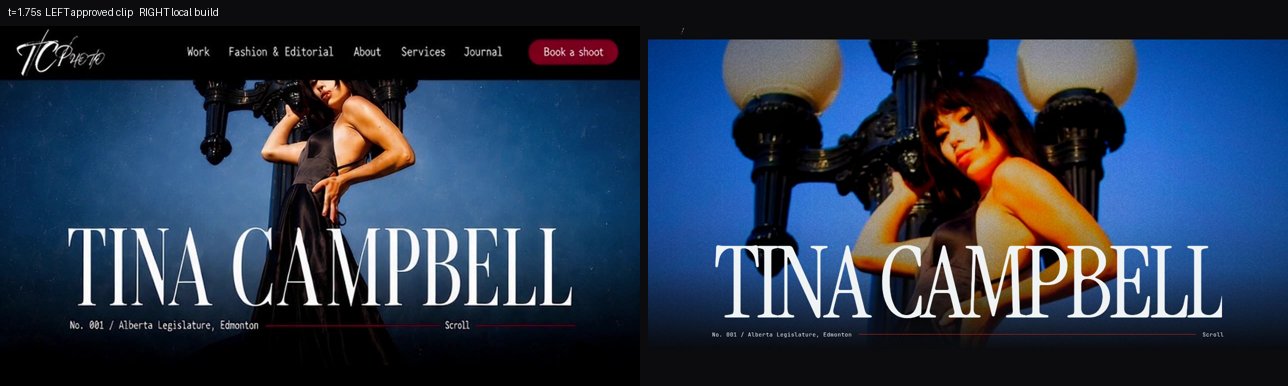 t=1.75s LEFT approved clip RIGHT local build
TCPhoto
Work Fashion & Editorial About Services Journal Book a shoot
TINA CAMPBELL
No. 001 / Alberta Legislature, Edmonton Scroll
TINA CAMPBELL
No. 001 / Alberta Legislature, Edmonton Scroll